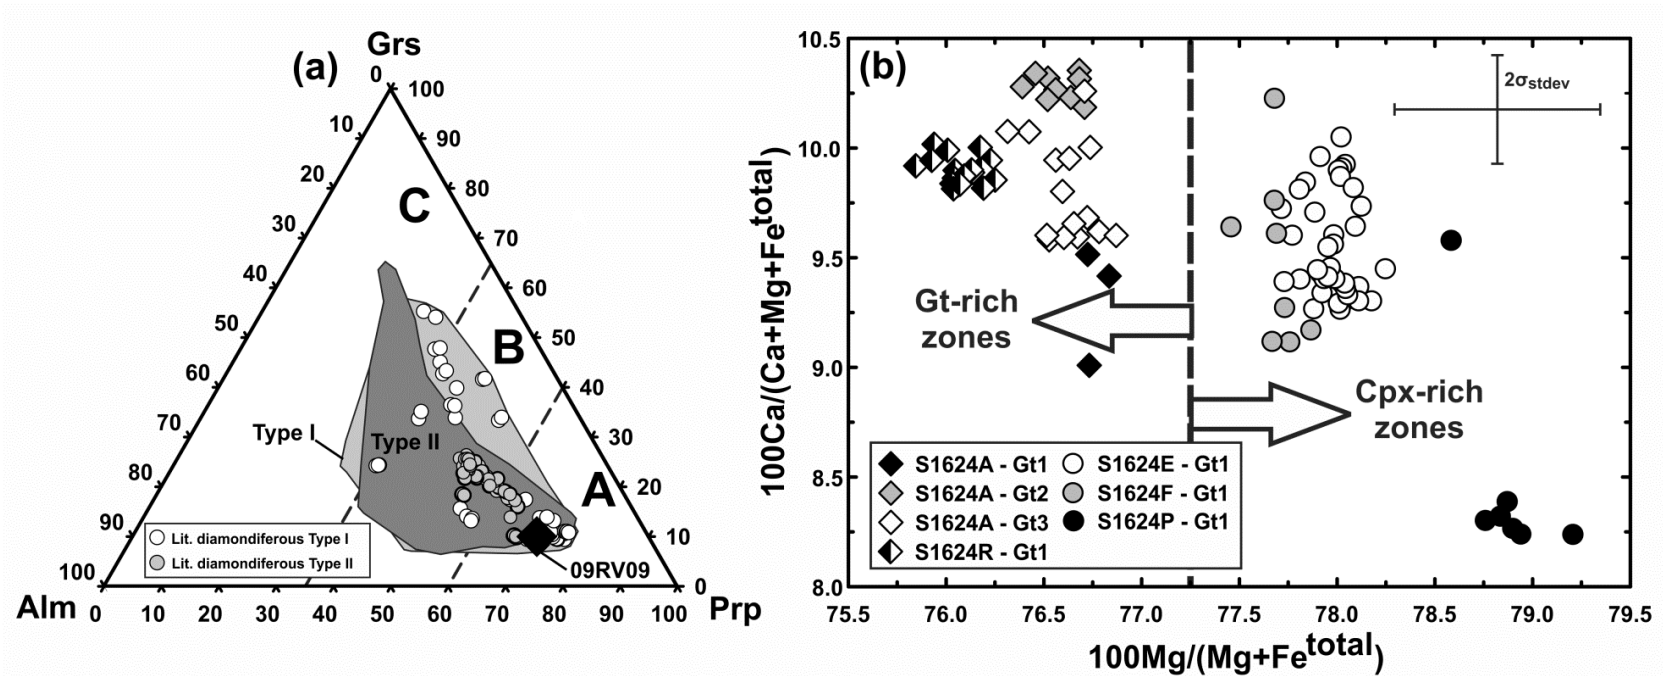 (a)
Grs
0
100
10
90
20
80
C
30
70
40
60
50
B
50
60
40
Type I
Type II
70
30
80
A
20
90
10
Lit. diamondiferous Type I
Lit. diamondiferous Type II
09RV09
100
0
Alm
0 10 20 30 40 50 60 70 80 90 100
Prp
(b)
10.5
10.0
9.5
9.0
8.5
8.0
100Ca/(Ca+Mg+Fetotal)
2σstdev
Gt-rich
zones
Cpx-rich
zones
S1624A - Gt1
S1624A - Gt2
S1624A - Gt3
S1624R - Gt1
S1624E - Gt1
S1624F - Gt1
S1624P - Gt1
75.5 76.0 76.5 77.0 77.5 78.0 78.5 79.0 79.5
100Mg/(Mg+Fetotal)